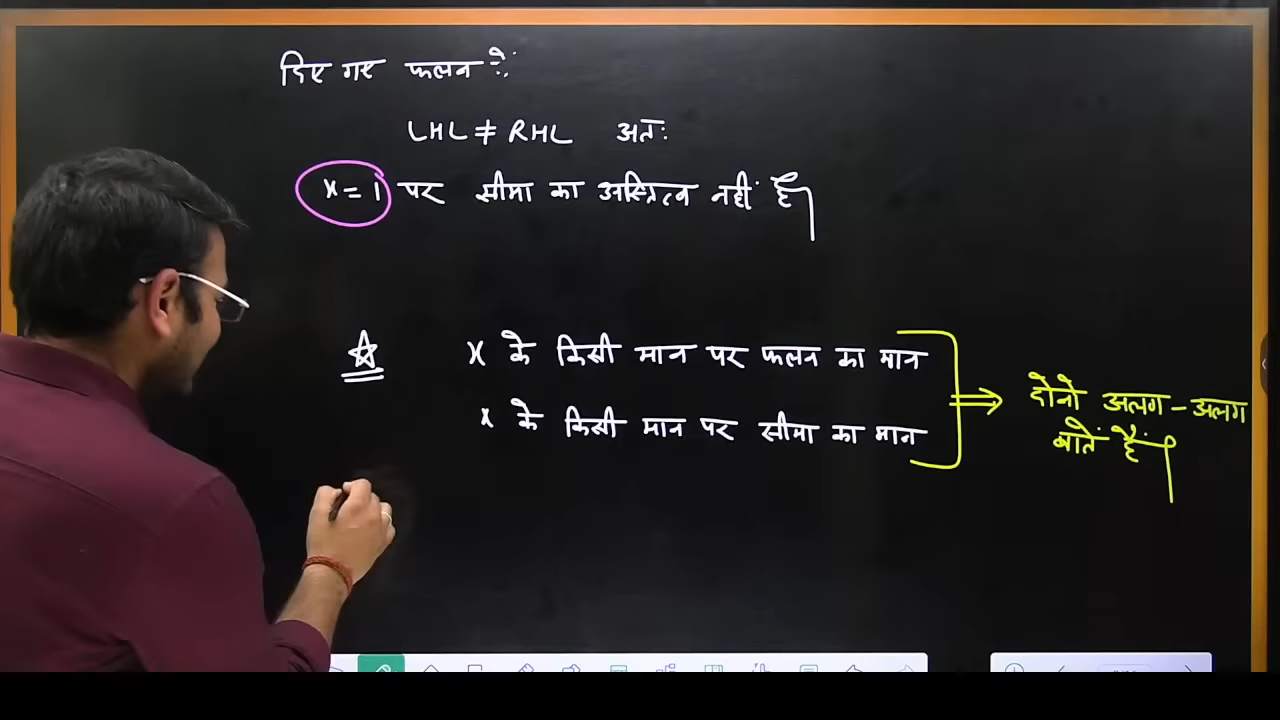 दिए गए फलन में:
LHL ≠ RHL अतः
x = 1 पर सीमा का अस्तित्व नहीं है।
x के किसी मान पर फलन का मान
x के किसी मान पर सीमा का मान
दोनो अलग-अलग
बातें हैं।